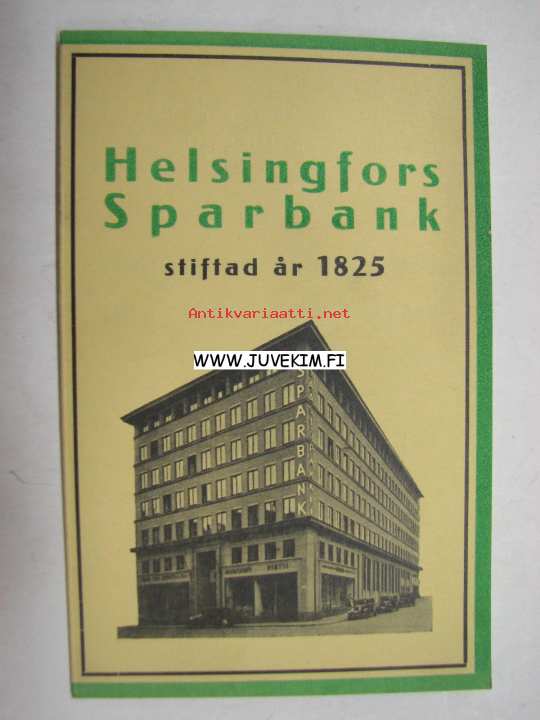 Helsingfors
Sparbank
stiftad år 1825
Antikvariaatti.net
WWW.JUVEKIM.FI
SPARBANK